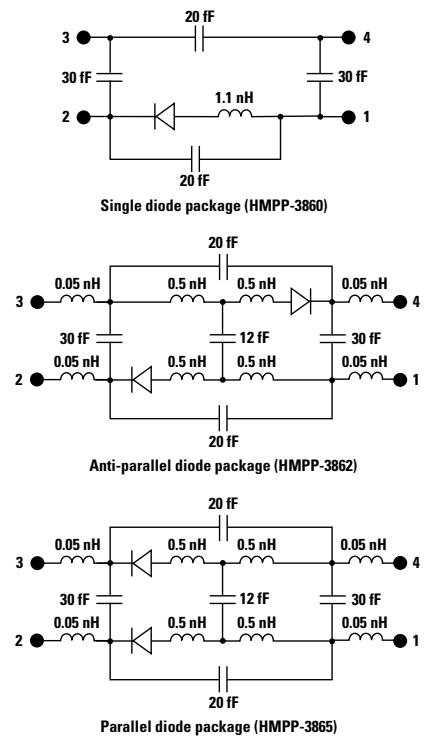 20 fF
3 4
30 fF 30 fF
1.1 nH
2 1
20 fF
Single diode package (HMPP-3860)
20 fF
0.05 nH 0.5 nH 0.5 nH 0.05 nH
3 4
30 fF 12 fF 30 fF
0.05 nH 0.5 nH 0.5 nH 0.05 nH
2 1
20 fF
Anti-parallel diode package (HMPP-3862)
20 fF
0.05 nH 0.5 nH 0.5 nH 0.05 nH
3 4
30 fF 12 fF 30 fF
0.05 nH 0.5 nH 0.5 nH 0.05 nH
2 1
20 fF
Parallel diode package (HMPP-3865)